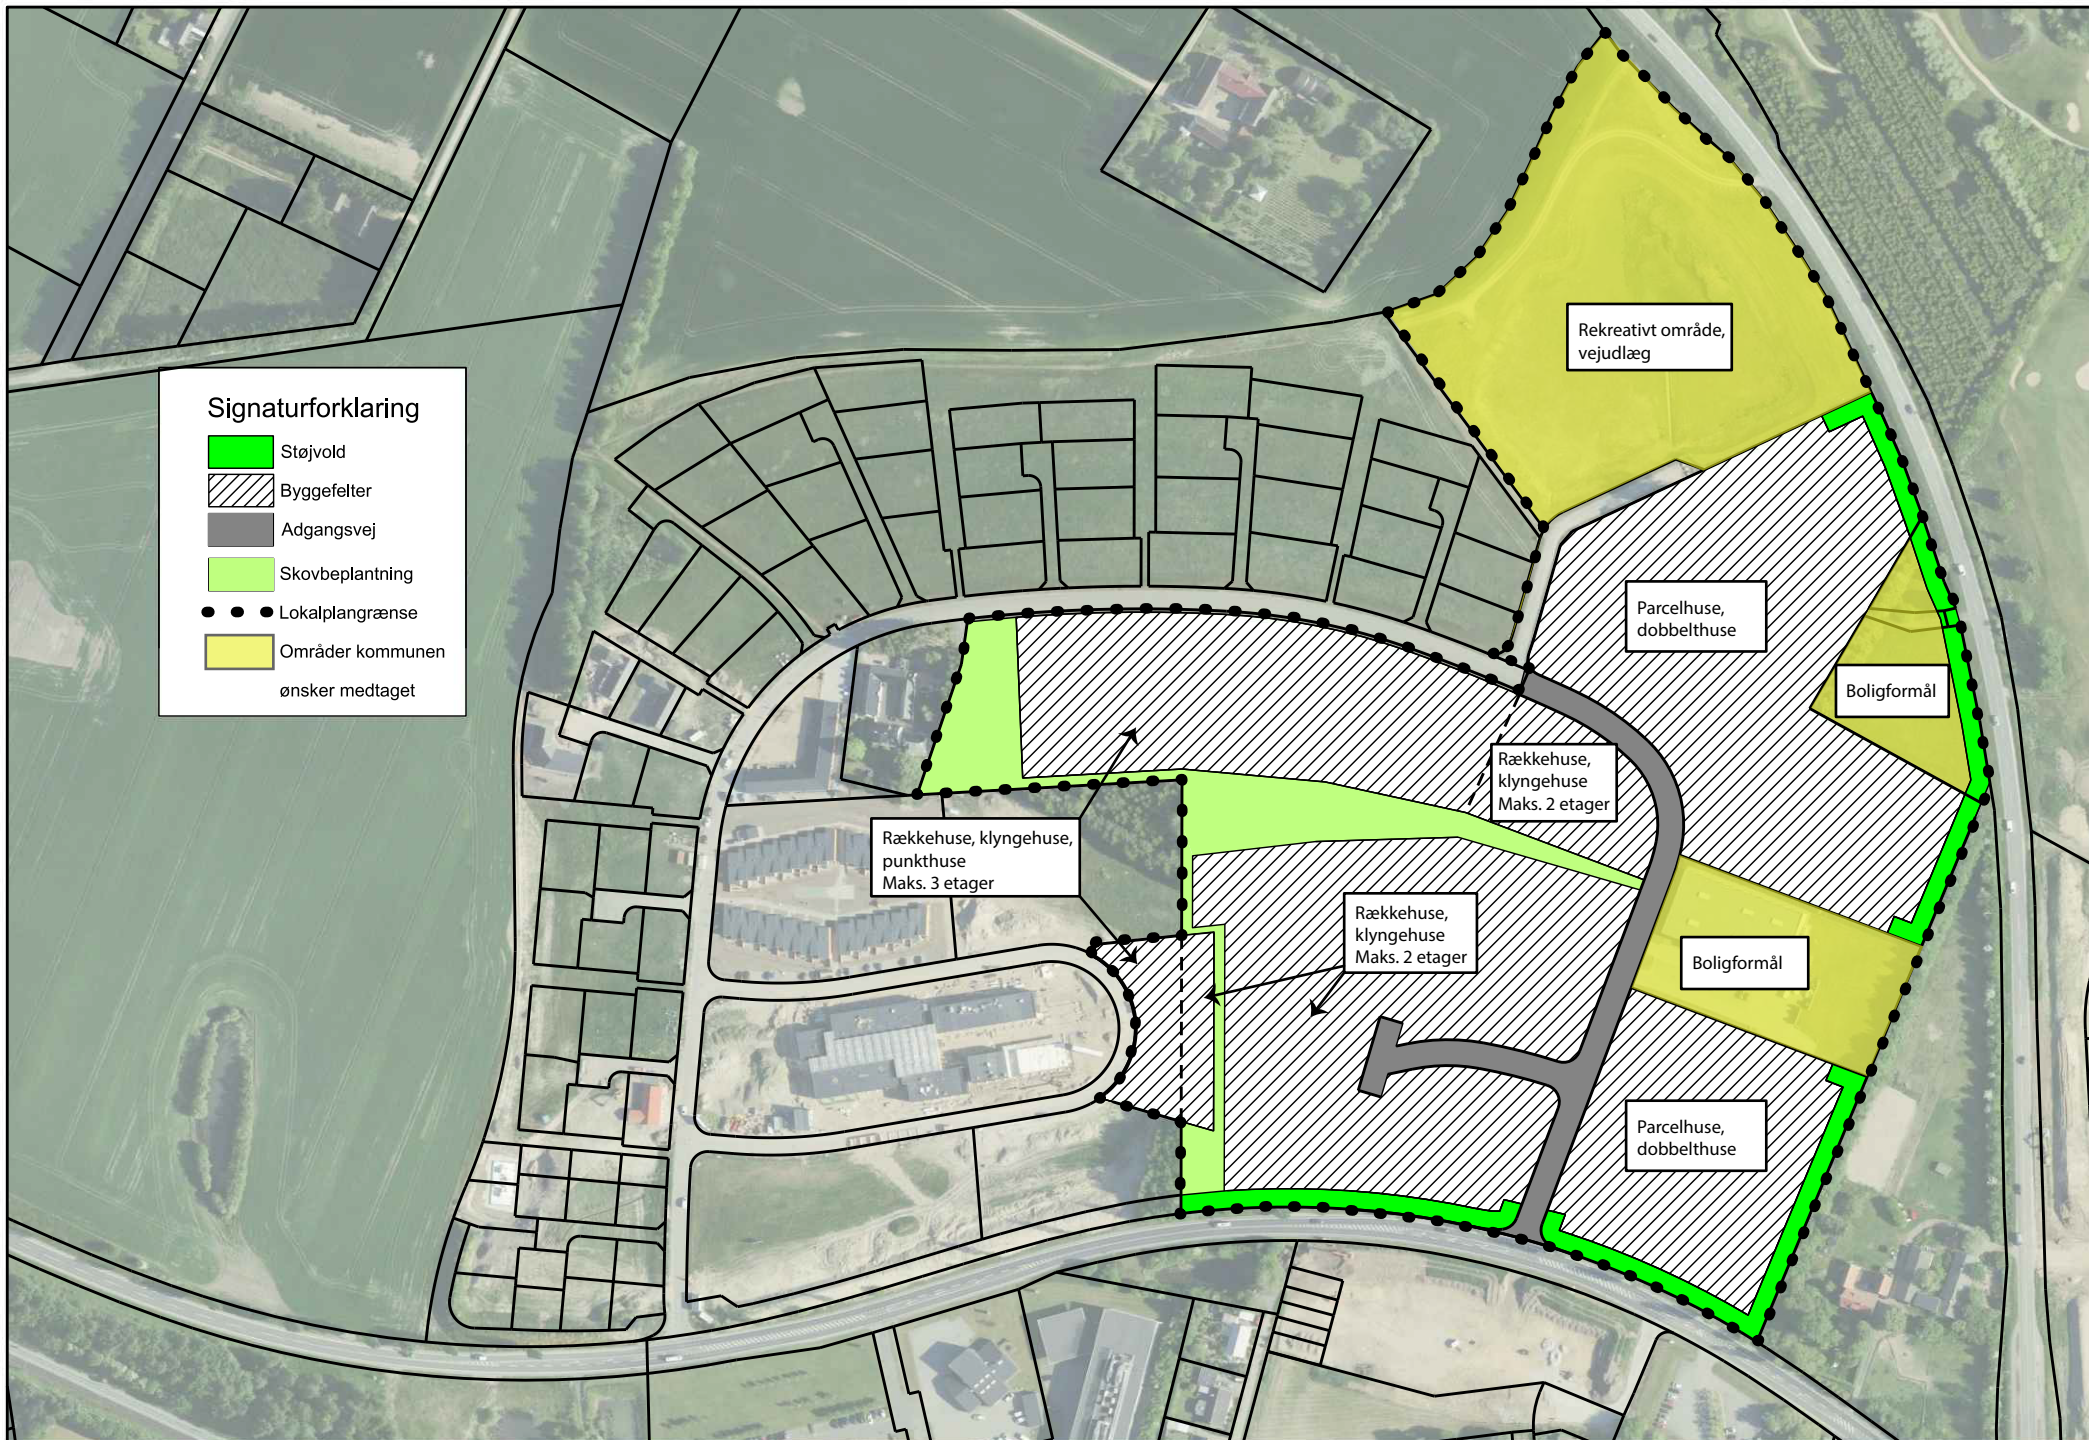 Signaturforklaring
Støjvold
Byggefelter
Adgangsvej
Skovbeplantning
Lokalplangrænse
Områder kommunen
ønsker medtaget
Rekreativt område,
vejudlæg
Parcelhuse,
dobbelthuse
Boligformål
Rækkehuse,
klyngehuse
Maks. 2 etager
Rækkehuse, klyngehuse,
punkthuse
Maks. 3 etager
Rækkehuse,
klyngehuse
Maks. 2 etager
Boligformål
Parcelhuse,
dobbelthuse